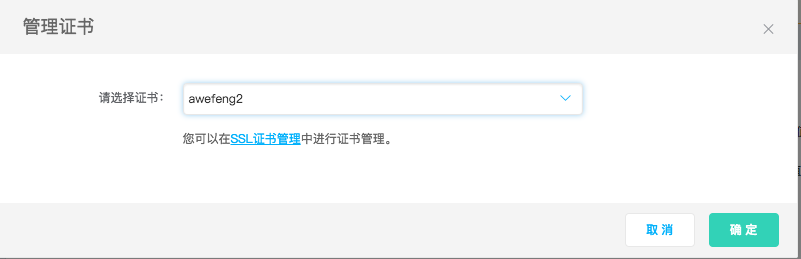 管理证书
请选择证书：
awefeng2
您可以在SSL证书管理中进行证书管理。
取 消
确 定